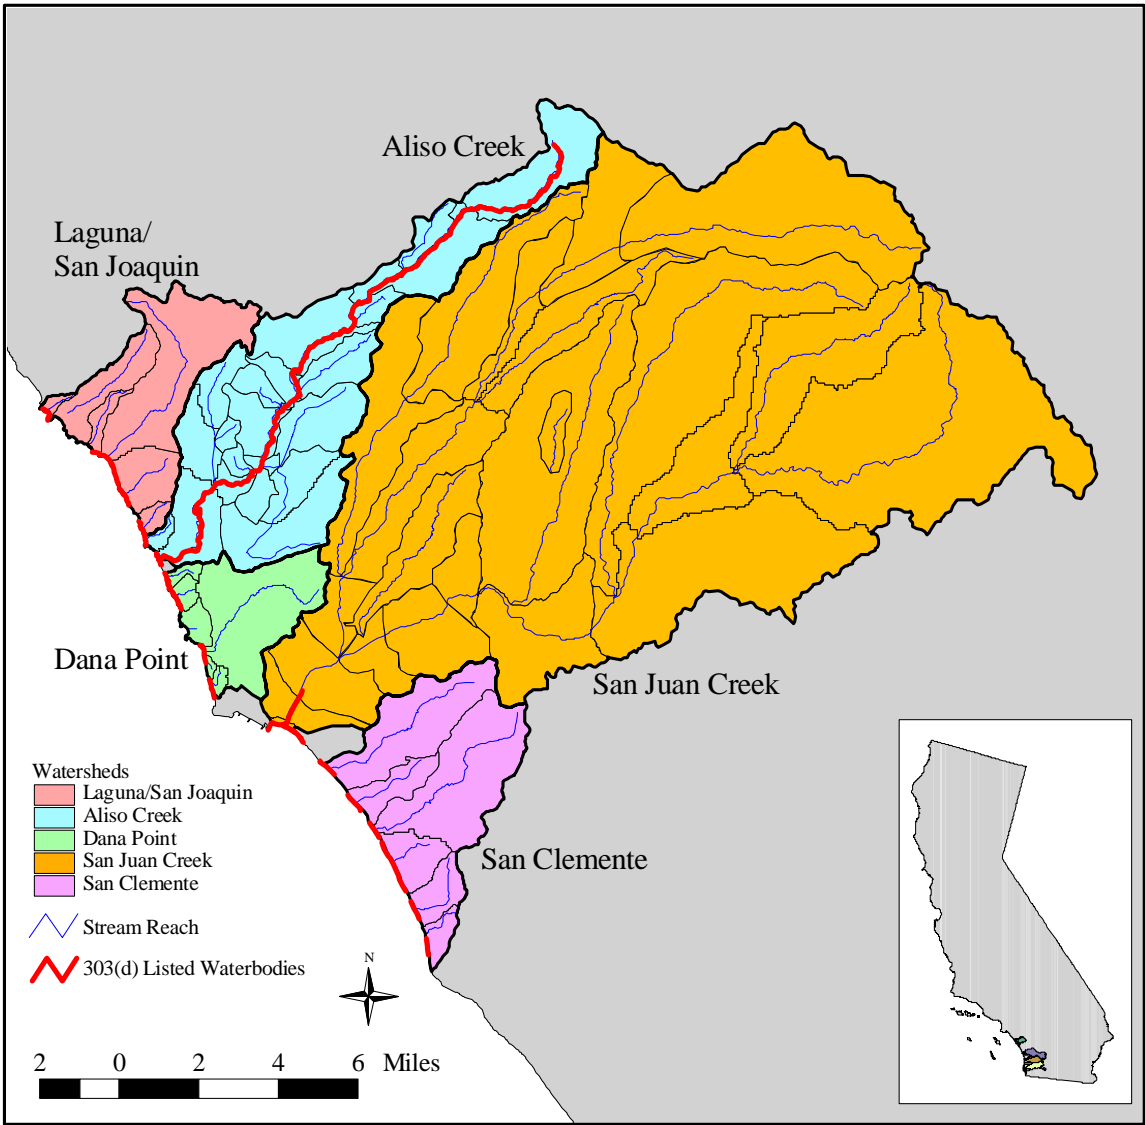 Aliso Creek
Laguna/
San Joaquin
Dana Point
San Juan Creek
San Clemente
Watersheds
Laguna/San Joaquin
Aliso Creek
Dana Point
San Juan Creek
San Clemente
Stream Reach
303(d) Listed Waterbodies
N
2 0 2 4 6 Miles